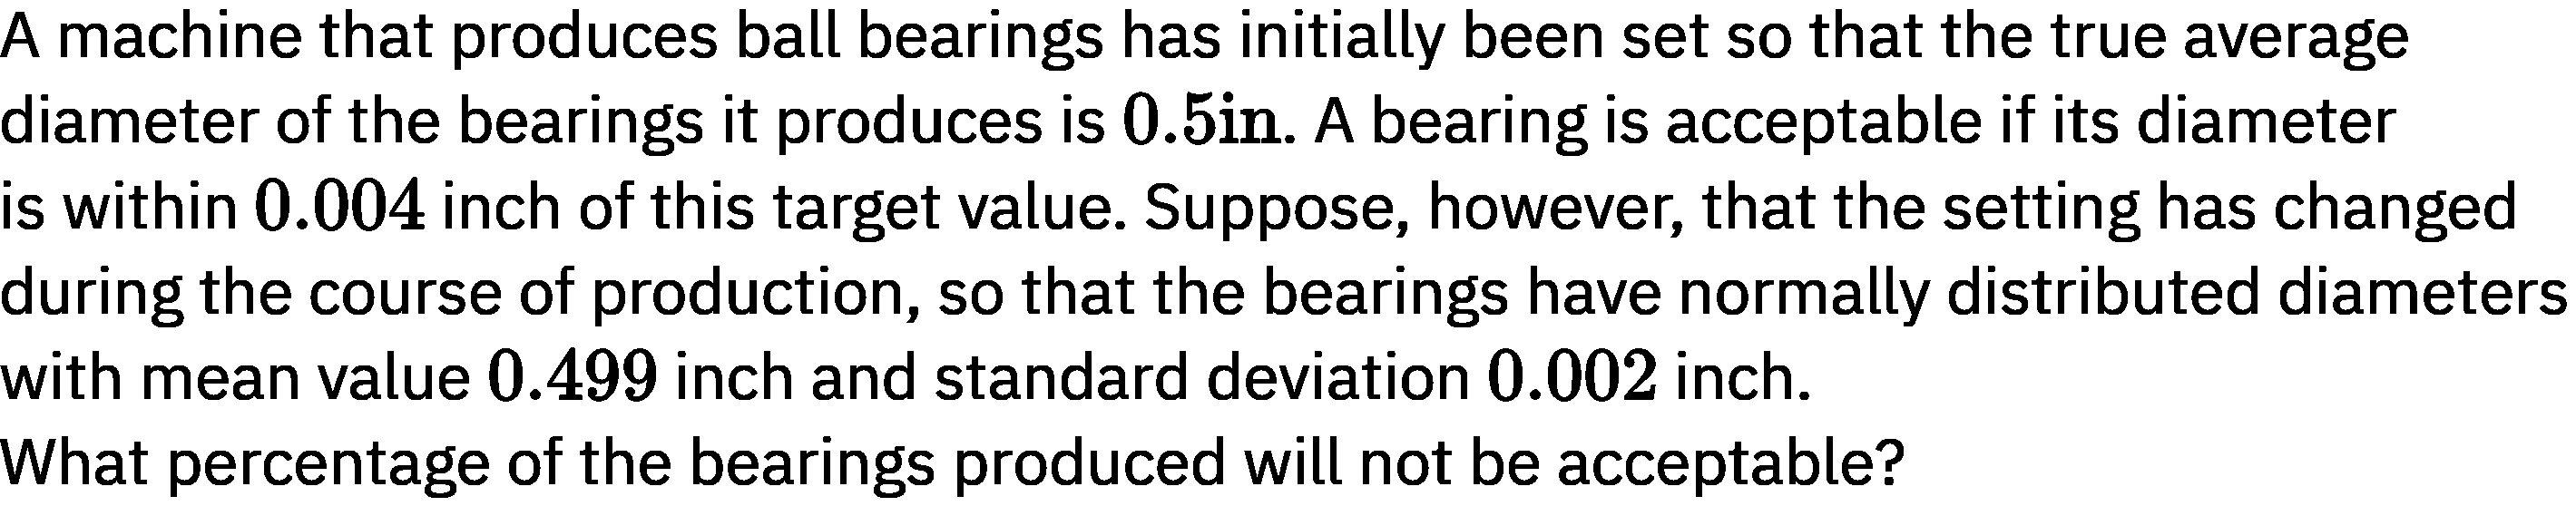 A machine that produces ball bearings has initially been set so that the true average
diameter of the bearings it produces is 0.5in. A bearing is acceptable if its diameter
is within 0.004 inch of this target value. Suppose, however, that the setting has changed
during the course of production, so that the bearings have normally distributed diameters
with mean value 0.499 inch and standard deviation 0.002 inch.
What percentage of the bearings produced will not be acceptable?